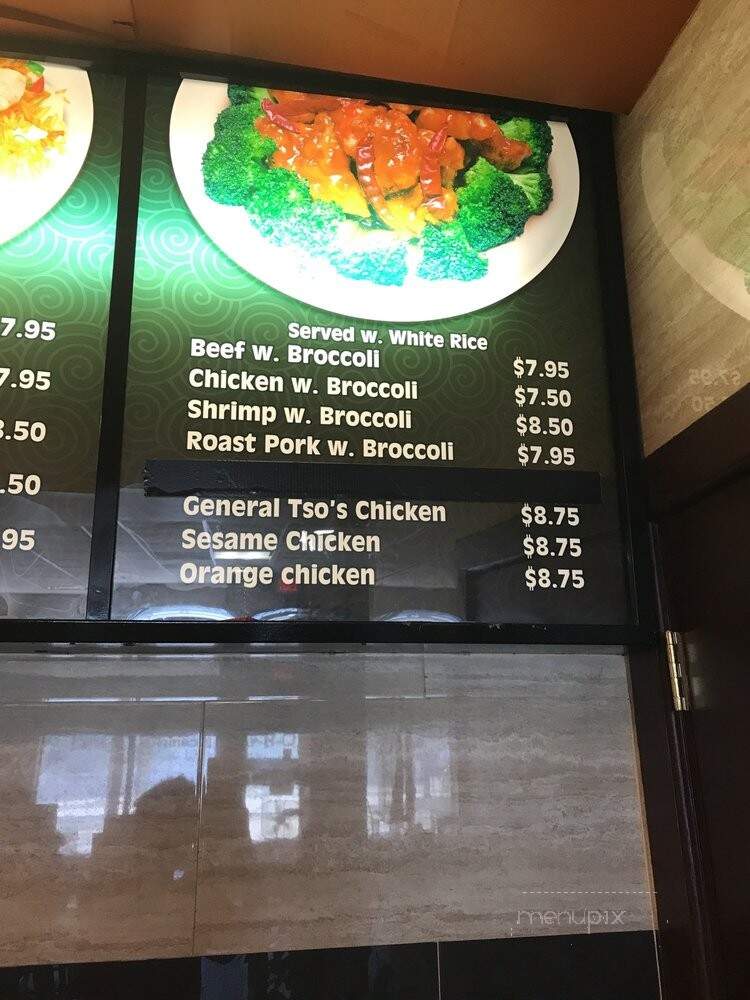 7.95
7.95
8.50
.50
95
Served w. White Rice
Beef w. Broccoli $7.95
Chicken w. Broccoli $7.50
Shrimp w. Broccoli $8.50
Roast Pork w. Broccoli $7.95
General Tso's Chicken $8.75
Sesame Chicken $8.75
Orange chicken $8.75
menupix